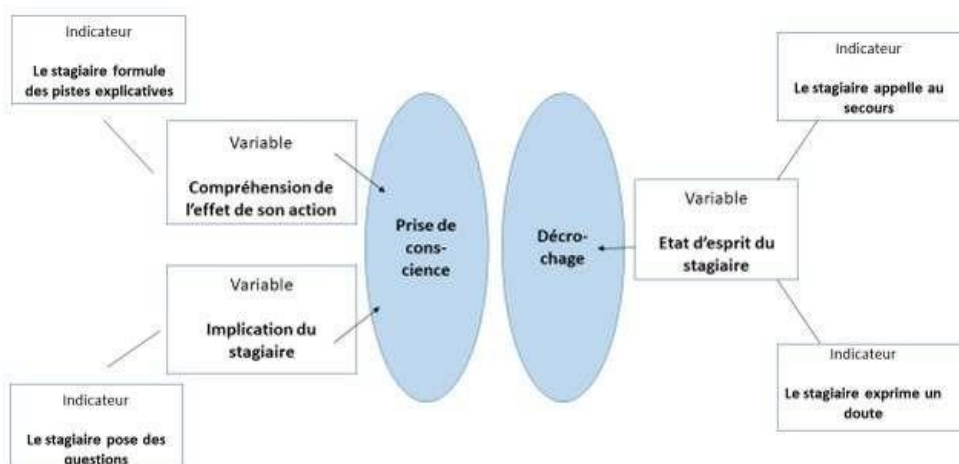 Indicateur
Le stagiaire formule
des pistes explicatives
Variable
Compréhension de
l'effet de son action
Variable
Implication du
stagiaire
Indicateur
Le stagiaire pose des
questions
Prise de
cons-
cience
Décro-
chage
Indicateur
Le stagiaire appelle au
secours
Variable
Etat d'esprit du
stagiaire
Indicateur
Le stagiaire exprime un
doute